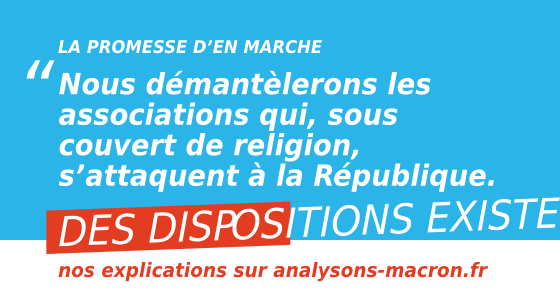 LA PROMESSE D’EN MARCHE
“Nous démantèlerons les
associations qui, sous
couvert de religion,
s’attaquent à la République.
DES DISPOSITIONS EXISTE
nos explications sur analysons-macron.fr